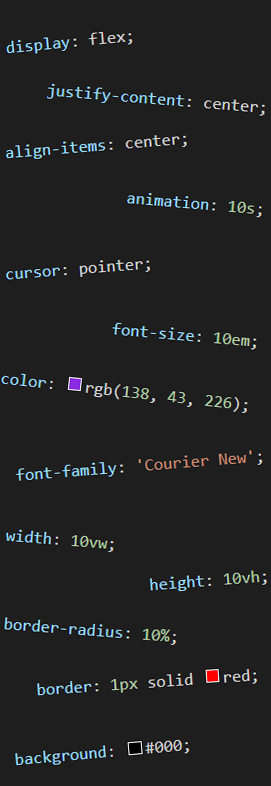 display: flex;
justify-content: center;
align-items: center;
animation: 10s;
cursor: pointer;
font-size: 10em;
color: rgb(138, 43, 226);
font-family: 'Courier New';
width: 10vw;
height: 10vh;
border-radius: 10%;
border: 1px solid red;
background: #000;